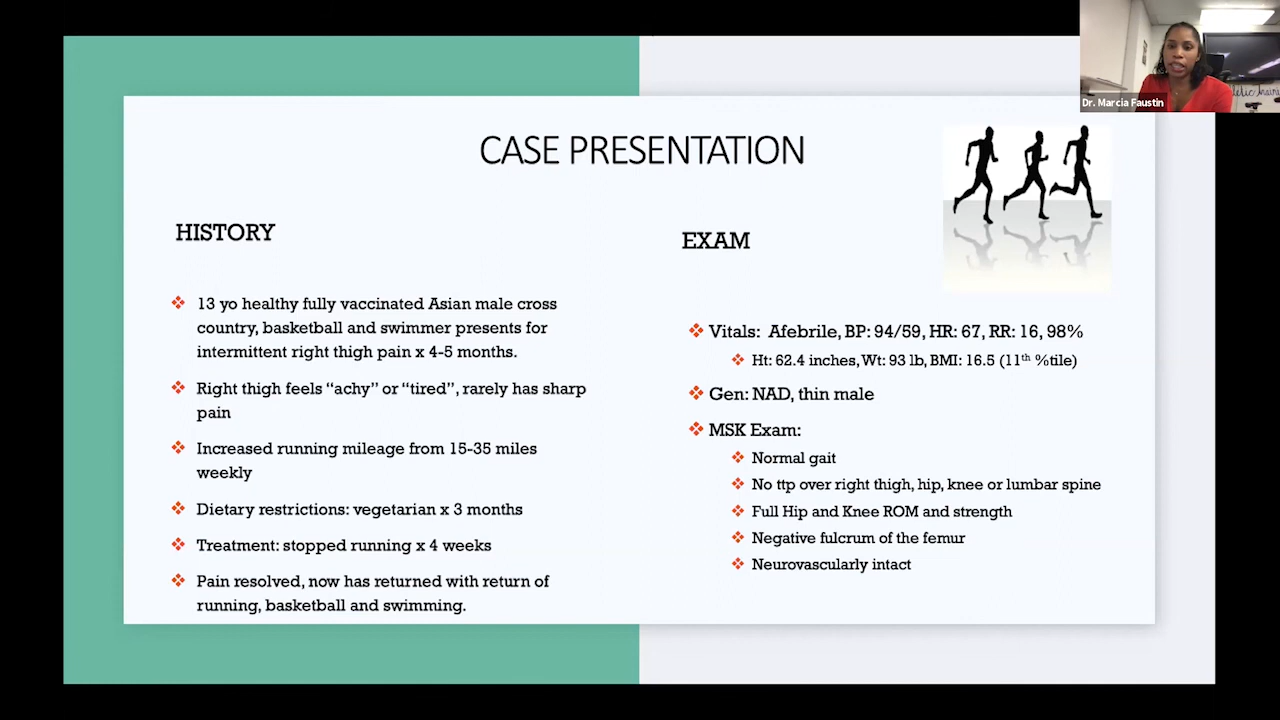 Dr. Marcia Faustin
CASE PRESENTATION
HISTORY
❖ 13 yo healthy fully vaccinated Asian male cross
country, basketball and swimmer presents for
intermittent right thigh pain x 4-5 months.
❖ Right thigh feels “achy” or “tired”, rarely has sharp
pain
❖ Increased running mileage from 15-35 miles
weekly
❖ Dietary restrictions: vegetarian x 3 months
❖ Treatment: stopped running x 4 weeks
❖ Pain resolved, now has returned with return of
running, basketball and swimming.
EXAM
❖ Vitals: Afebrile, BP: 94/59, HR: 67, RR: 16, 98%
❖ Ht: 62.4 inches, Wt: 93 lb, BMI: 16.5 (11th %tile)
❖ Gen: NAD, thin male
❖ MSK Exam:
❖ Normal gait
❖ No ttp over right thigh, hip, knee or lumbar spine
❖ Full Hip and Knee ROM and strength
❖ Negative fulcrum of the femur
❖ Neurovascularly intact